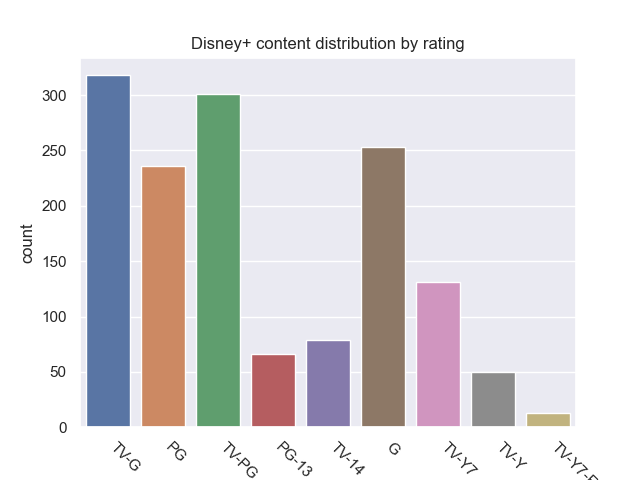 Disney+ content distribution by rating
300
250
200
150
100
50
0
count
TV-G
PG
TV-PG
PG-13
TV-14
G
TV-Y7
TV-Y